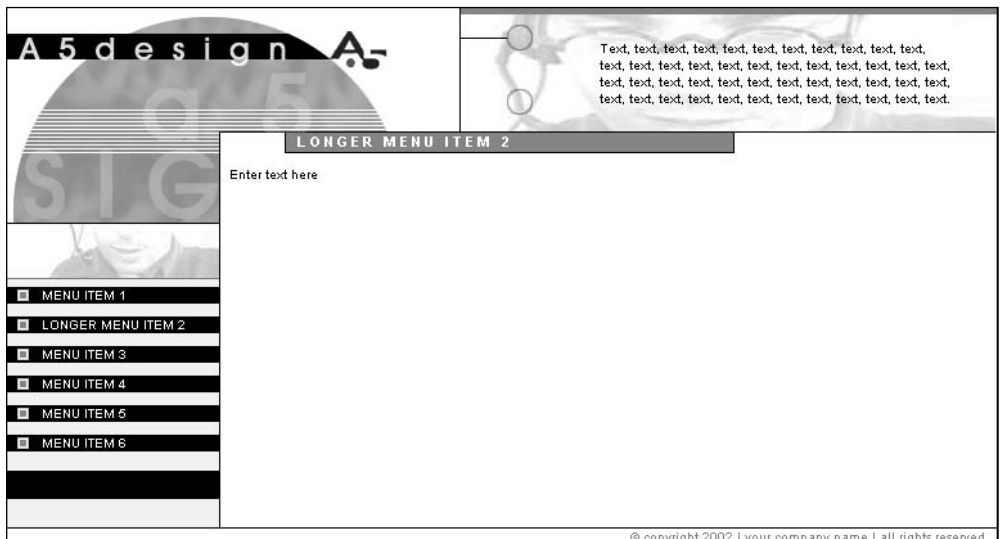 A5design A5
a5
SIG
Text, text, text, text, text, text, text, text, text, text, text,
text, text, text, text, text, text, text, text, text, text, text, text,
text, text, text, text, text, text, text, text, text, text, text, text,
text, text, text, text, text, text, text, text, text, text, text, text.
LONGER MENU ITEM 2
Enter text here
MENU ITEM 1
LONGER MENU ITEM 2
MENU ITEM 3
MENU ITEM 4
MENU ITEM 5
MENU ITEM 6
© copyright 2002 | your company name | all rights reserved